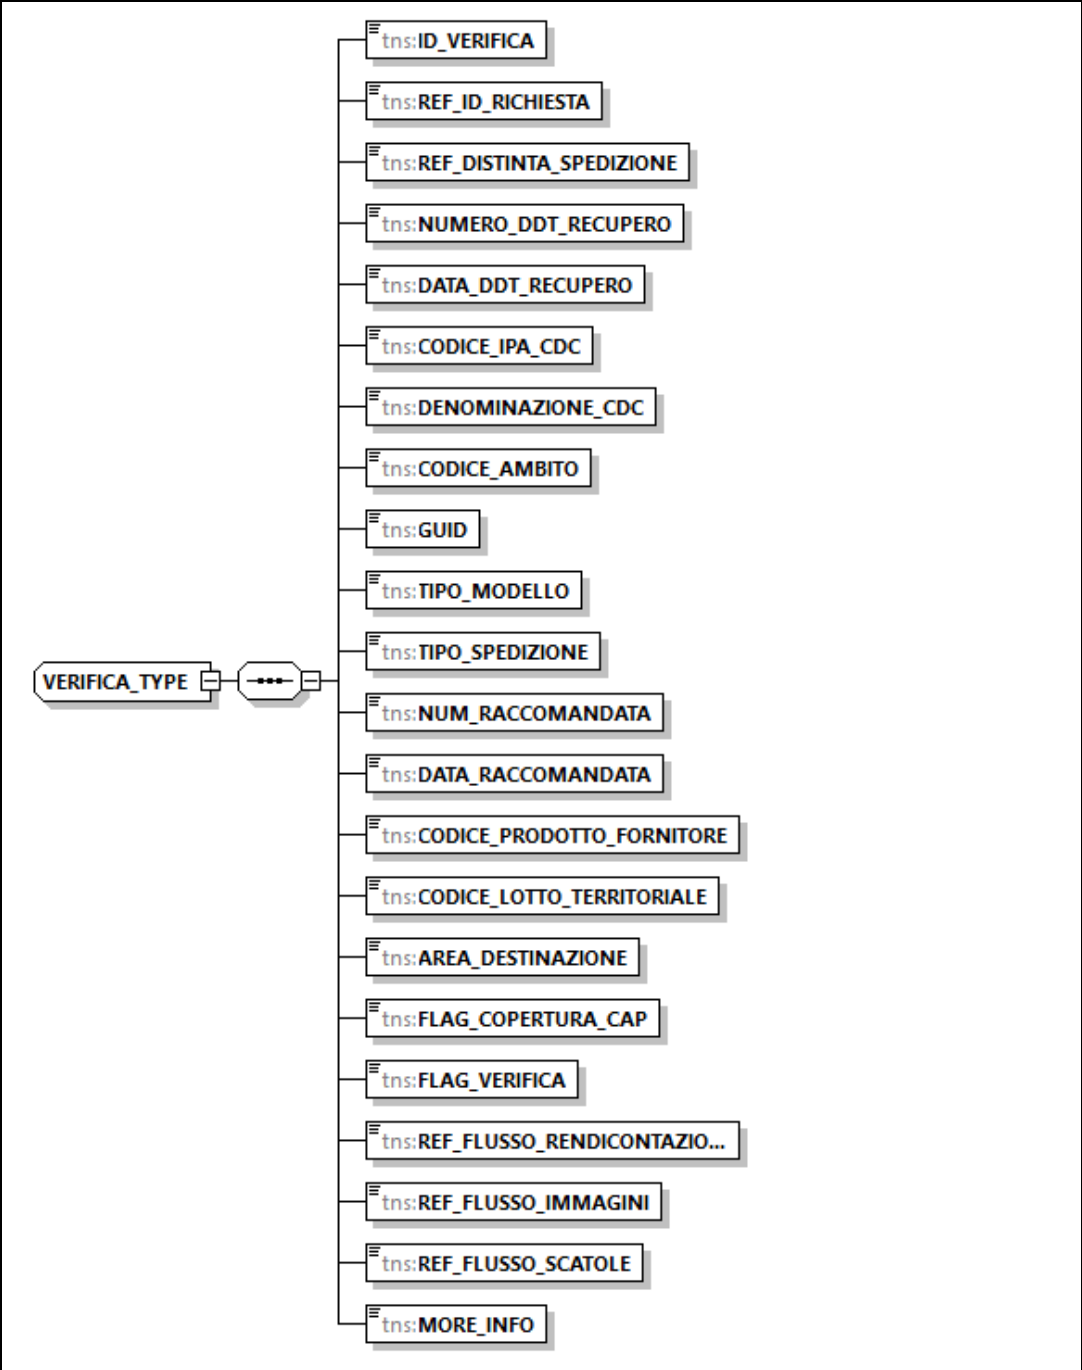 tns:ID_VERIFICA
tns:REF_ID_RICHIESTA
tns:REF_DISTINTA_SPEDIZIONE
tns:NUMERO_DDT_RECUPERO
tns:DATA_DDT_RECUPERO
tns:CODICE_IPA_CDC
tns:DENOMINAZIONE_CDC
tns:CODICE_AMBITO
tns:GUID
tns:TIPO_MODELLO
tns:TIPO_SPEDIZIONE
VERIFICA_TYPE
tns:NUM_RACCOMANDATA
tns:DATA_RACCOMANDATA
tns:CODICE_PRODOTTO_FORNITORE
tns:CODICE_LOTTO_TERRITORIALE
tns:AREA_DESTINAZIONE
tns:FLAG_COPERTURA_CAP
tns:FLAG_VERIFICA
tns:REF_FLUSSO_RENDICONTAZIO...
tns:REF_FLUSSO_IMMAGINI
tns:REF_FLUSSO_SCATOLE
tns:MORE_INFO